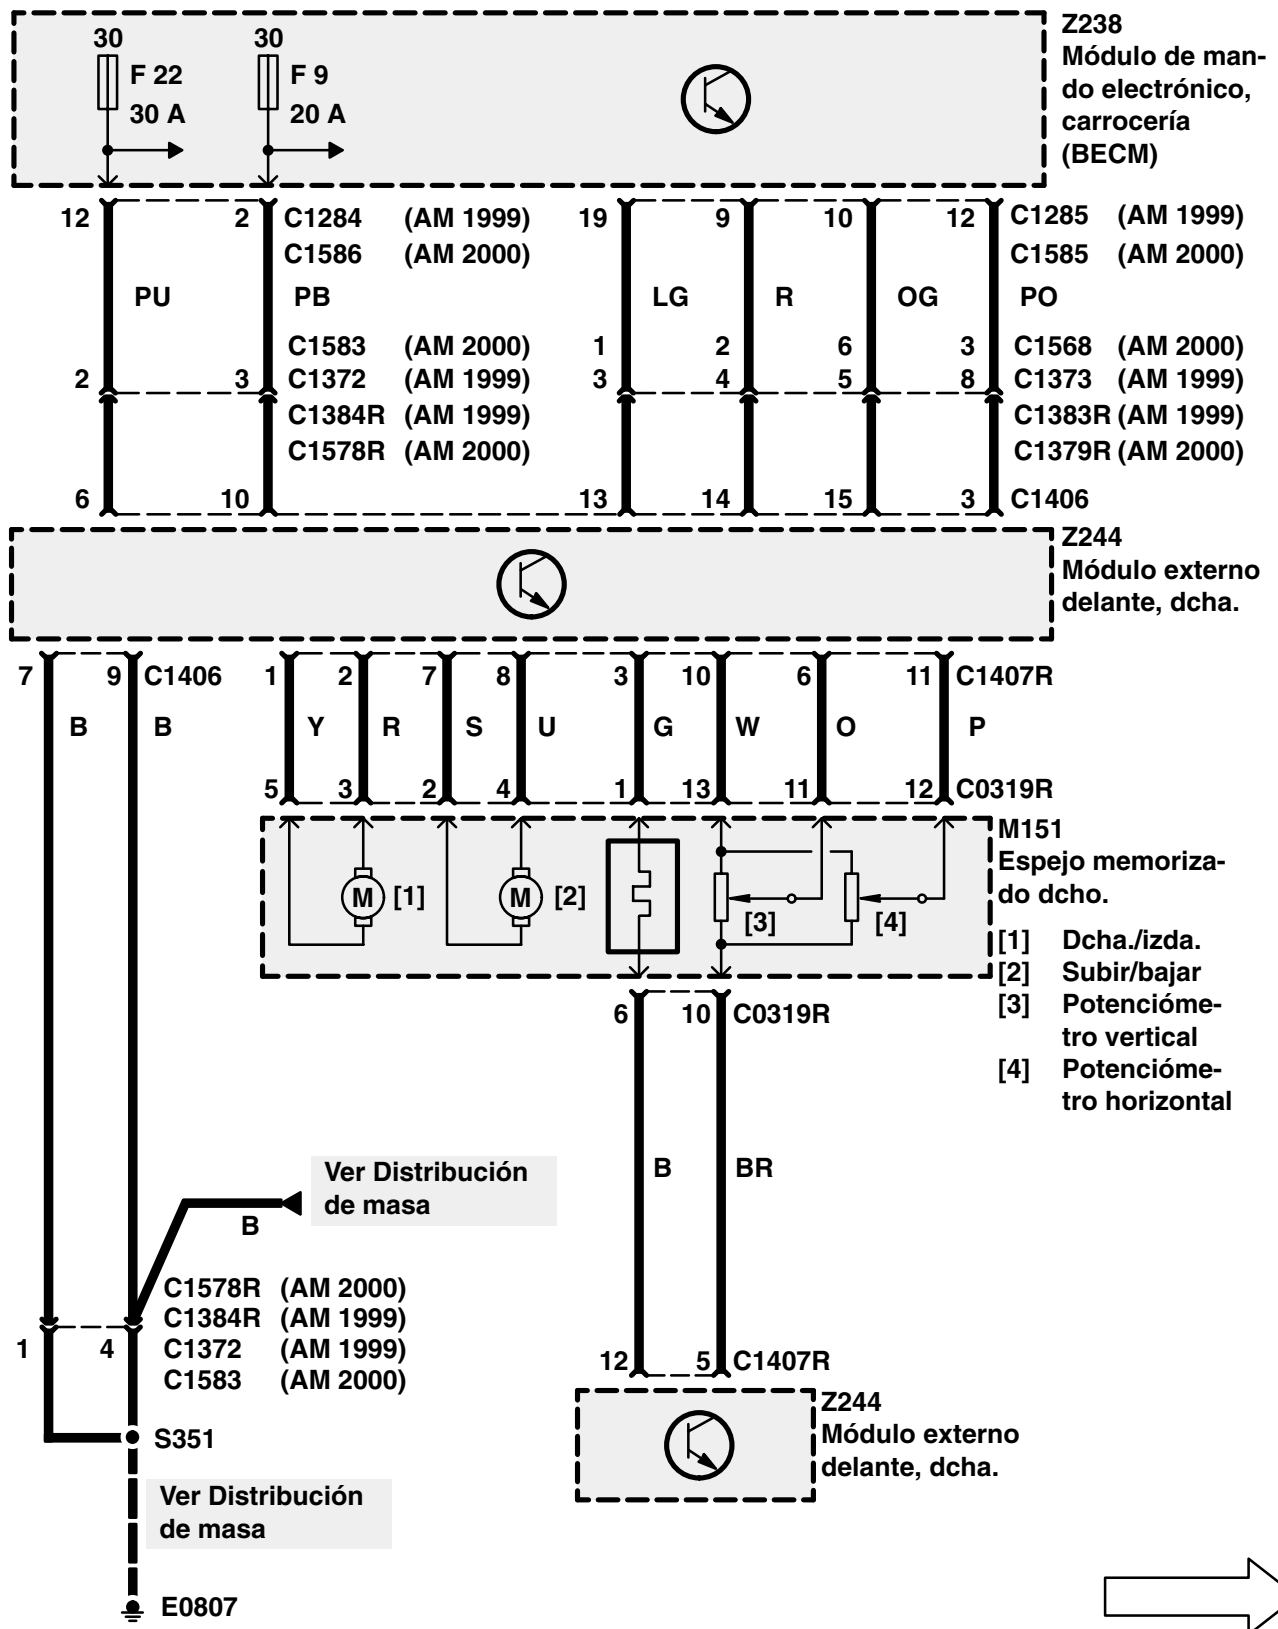 30 30
F 22 F 9
30 A 20 A
Z238
Módulo de man-
do electrónico,
carrocería
(BECM)
12 2 C1284 (AM 1999) 19 9 10 12 C1285 (AM 1999)
C1586 (AM 2000) C1585 (AM 2000)
PU PB LG R OG PO
C1583 (AM 2000) 1 2 6 3 C1568 (AM 2000)
2 3 C1372 (AM 1999) 3 4 5 8 C1373 (AM 1999)
C1384R (AM 1999) C1383R (AM 1999)
C1578R (AM 2000) C1379R (AM 2000)
6 10 13 14 15 3 C1406
Z244
Módulo externo
delante, dcha.
7 9 C1406 1 2 7 8 3 10 6 11 C1407R
B B Y R S U G W O P
5 3 2 4 1 13 11 12 C0319R
M151
Espejo memoriza-
do dcho.
M [1] M [2] [3] [4]
[1] Dcha./izda.
[2] Subir/bajar
[3] Potencióme-
tro vertical
[4] Potencióme-
tro horizontal
6 10 C0319R
B BR
Ver Distribución
de masa
B
C1578R (AM 2000)
C1384R (AM 1999)
1 4 C1372 (AM 1999)
C1583 (AM 2000)
12 5 C1407R
Z244
Módulo externo
delante, dcha.
S351
Ver Distribución
de masa
E0807